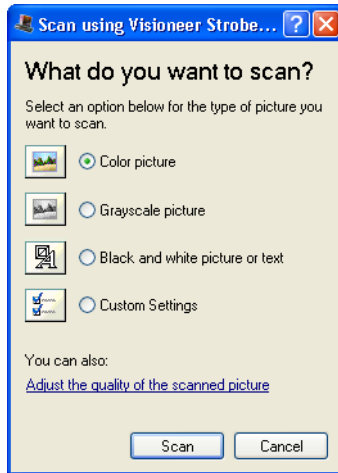 Scan using Visioneer Strobe...
What do you want to scan?
Select an option below for the type of picture you
want to scan.
Color picture
Grayscale picture
Black and white picture or text
Custom Settings
You can also:
Adjust the quality of the scanned picture
Scan Cancel